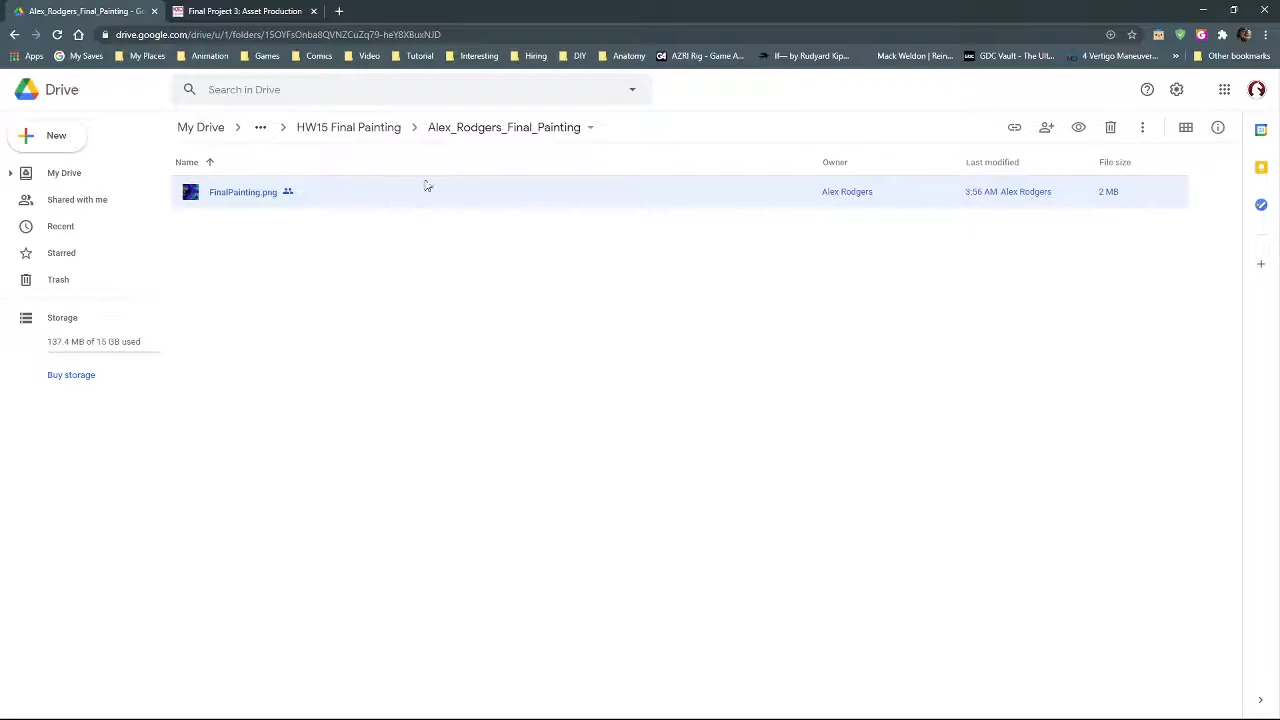 Alex_Rodgers_Final_Painting - Go
Final Project 3: Asset Production
drive.google.com/drive/u/1/folders/15OYFsOnba8QVNZCuZq79-heY8XBuxNJD
Apps
My Saves
My Places
Animation
Games
Comics
Video
Tutorial
Interesting
Hiring
DIY
Anatomy
AZRI Rig - Game A...
If— by Rudyard Kip...
Mack Weldon | Rein...
GDC Vault - The Ulti...
4 Vertigo Maneuver...
Other bookmarks
Drive
Search in Drive
New
My Drive
HW15 Final Painting
Alex_Rodgers_Final_Painting
Name
Owner
Last modified
File size
FinalPainting.png
Alex Rodgers
3:56 AM Alex Rodgers
2 MB
My Drive
Shared with me
Recent
Starred
Trash
Storage
137.4 MB of 15 GB used
Buy storage